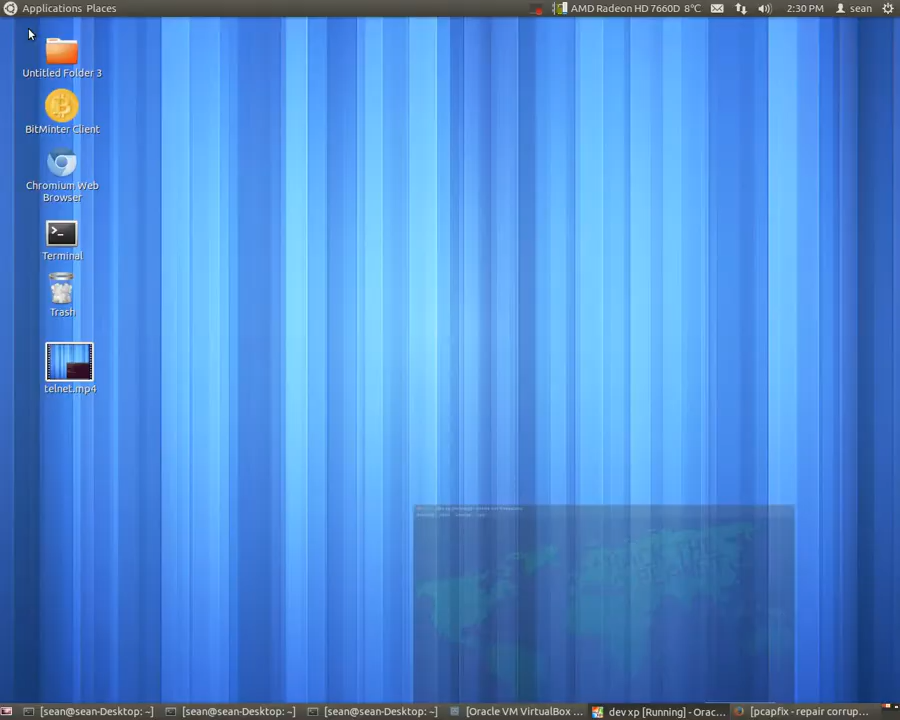 Applications Places
AMD Radeon HD 7660D 8°C
2:30 PM
sean
Untitled Folder 3
BitMinter Client
Chromium Web
Browser
>_
Terminal
Trash
telnet.mp4
[sean@sean-Desktop: ~]
[sean@sean-Desktop: ~]
[sean@sean-Desktop: ~]
[Oracle VM VirtualBox ...
dev xp [Running] - Orac...
[pcapfix - repair corrup...